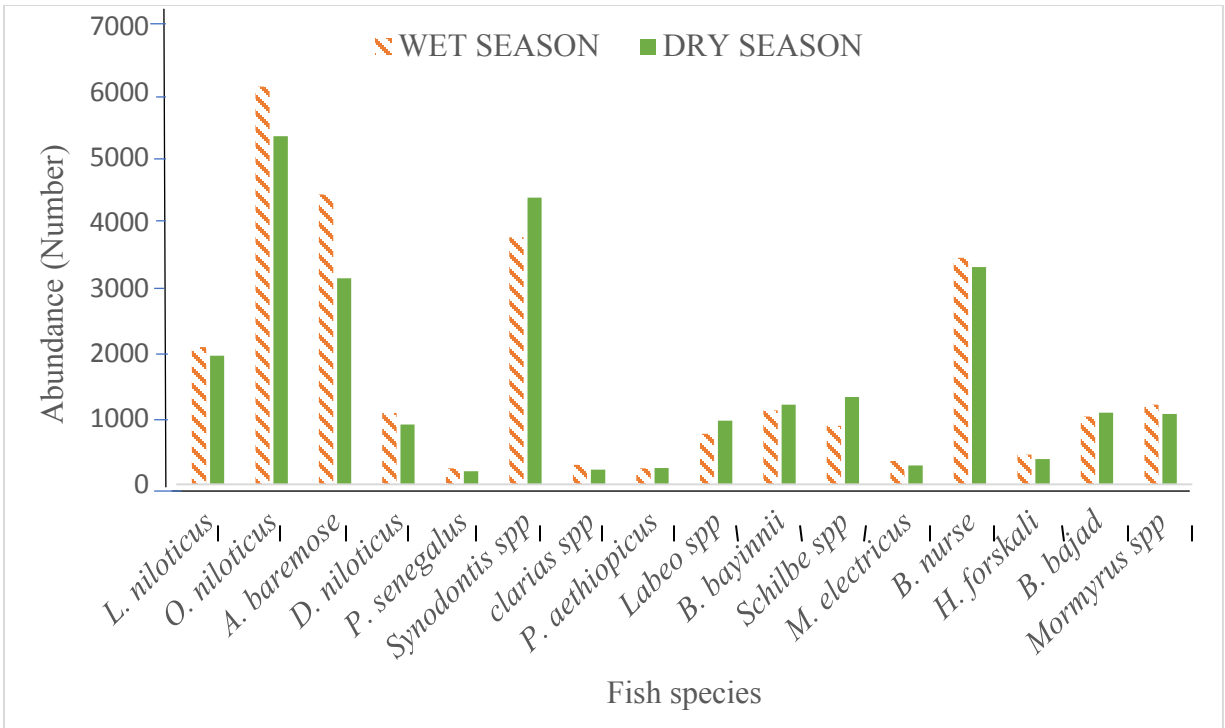 7000
WET SEASON DRY SEASON
6000
5000
4000
3000
2000
1000
0
Abundance (Number)
L. niloticus
O. niloticus
A. baremose
D. niloticus
P. senegalus
Synodontis spp
clarias spp
P. aethiopicus
Labeo spp
B. bayinnii
Schilbe spp
M. electricus
B. nurse
H. forskali
B. bajad
Mormyrus spp
Fish species